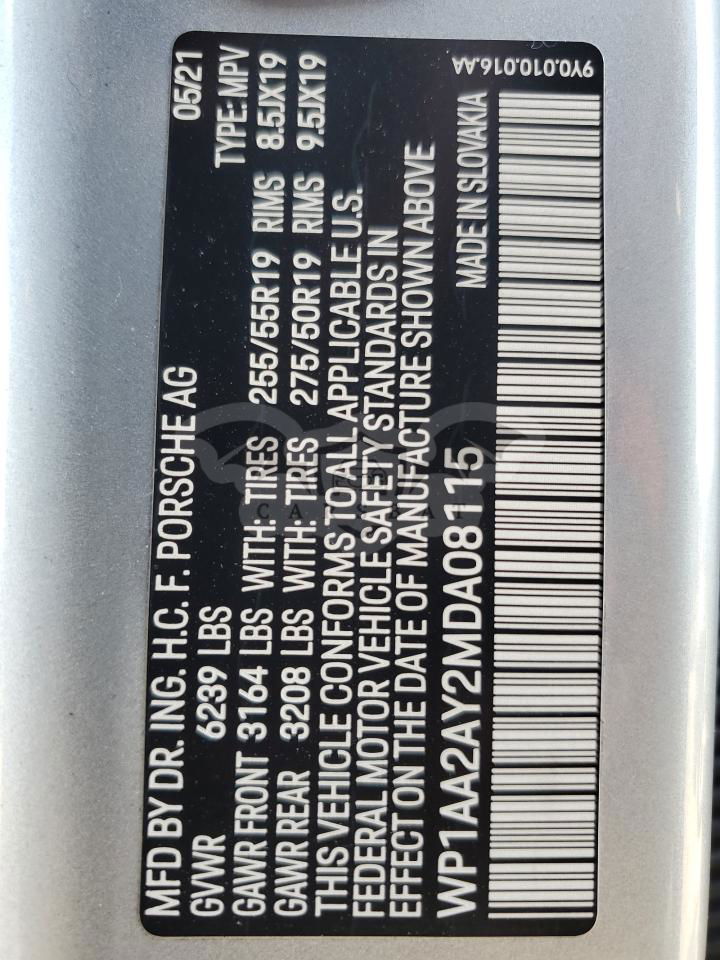 MFD BY DR. ING. H.C. F. PORSCHE AG 05/21
GVWR 6239 LBS TYPE: MPV
GAWR FRONT 3164 LBS WITH: TIRES 255/55R19 RIMS 8.5JX19
GAWR REAR 3208 LBS WITH: TIRES 275/50R19 RIMS 9.5JX19
THIS VEHICLE CONFORMS TO ALL APPLICABLE U.S.
FEDERAL MOTOR VEHICLE SAFETY STANDARDS IN
EFFECT ON THE DATE OF MANUFACTURE SHOWN ABOVE
WP1AA2AY2MDA08115 MADE IN SLOVAKIA
9Y0.010.016.AA